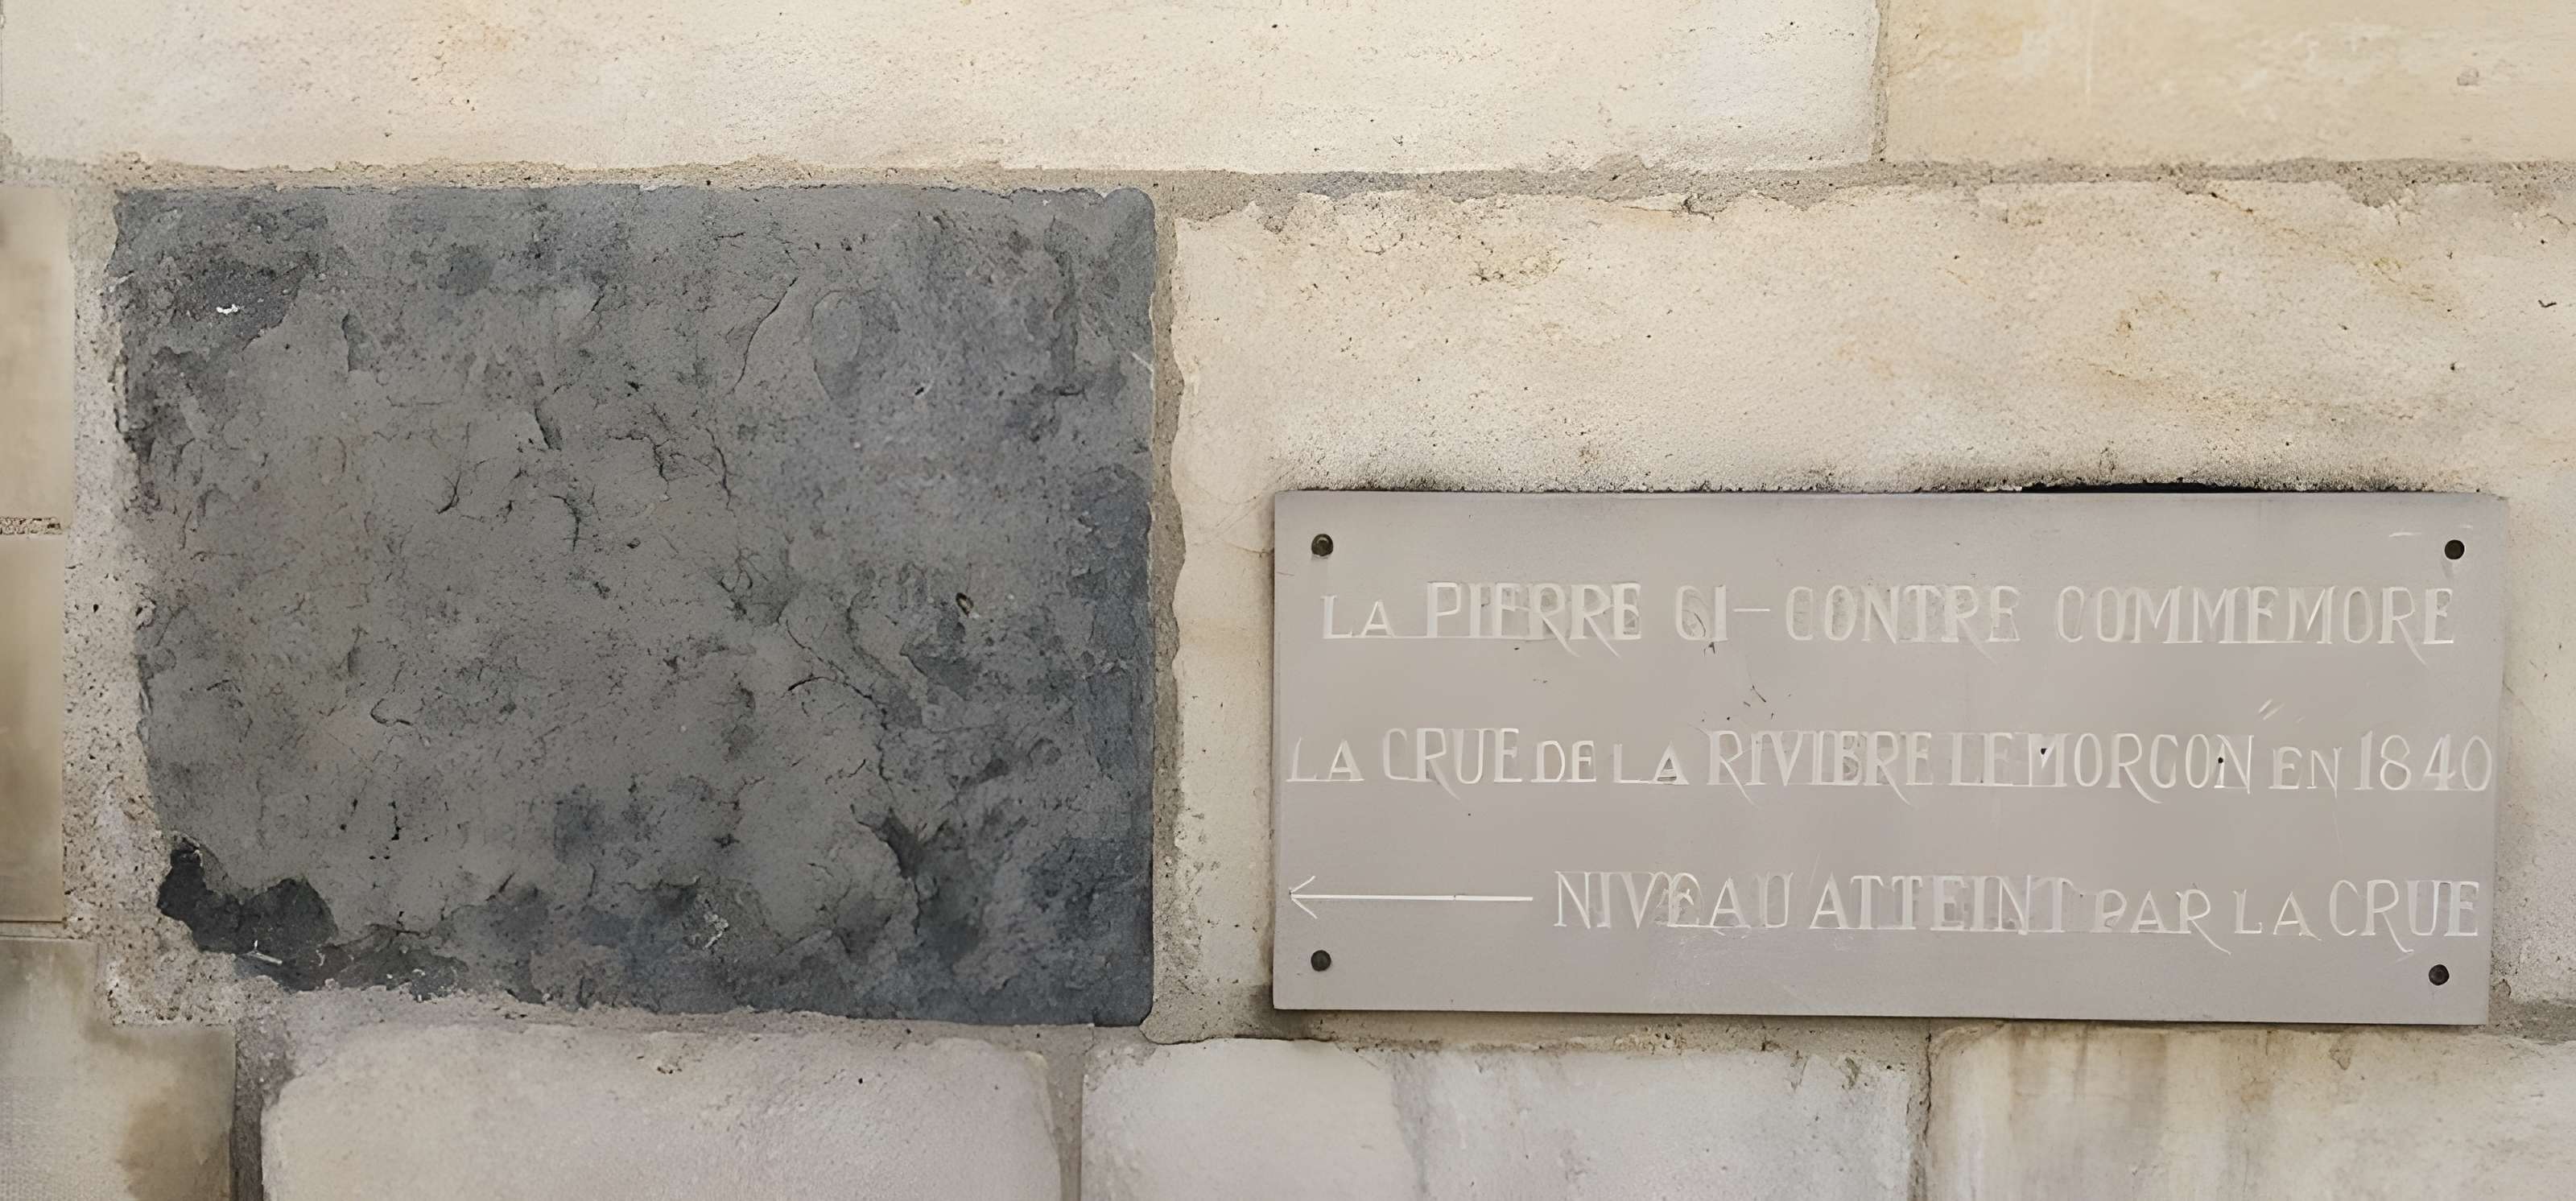 LA PIERRE CI-CONTRE COMMEMORE
LA CRUE DE LA RIVIERE LE MORGON EN 1840
← NIVEAU ATTEINT PAR LA CRUE